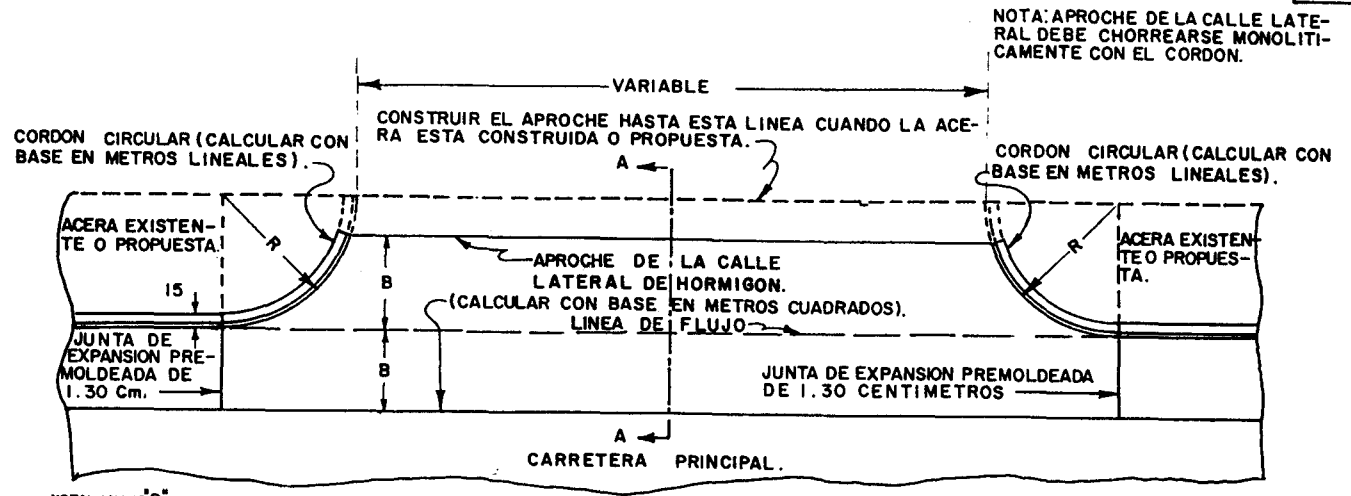 NOTA: APROCHE DE LA CALLE LATE-
RAL DEBE CHORREARSE MONOLITI-
CAMENTE CON EL CORDON.
VARIABLE
CONSTRUIR EL APROCHE HASTA ESTA LINEA CUANDO LA ACE-
RA ESTA CONSTRUIDA O PROPUESTA.
CORDON CIRCULAR (CALCULAR CON
BASE EN METROS LINEALES).
A
CORDON CIRCULAR (CALCULAR CON
BASE EN METROS LINEALES).
ACERA EXISTEN-
TE O PROPUESTA.
R
B
APROCHE DE LA CALLE
LATERAL DE HORMIGON.
(CALCULAR CON BASE EN METROS CUADRADOS).
LINEA DE FLUJO
R
ACERA EXISTEN-
TE O PROPUES-
TA.
15
JUNTA DE
EXPANSION PRE-
MOLDEADA DE
1.30 Cm.
B
JUNTA DE EXPANSION PREMOLDEADA
DE 1.30 CENTIMETROS
A
CARRETERA PRINCIPAL.
"B"